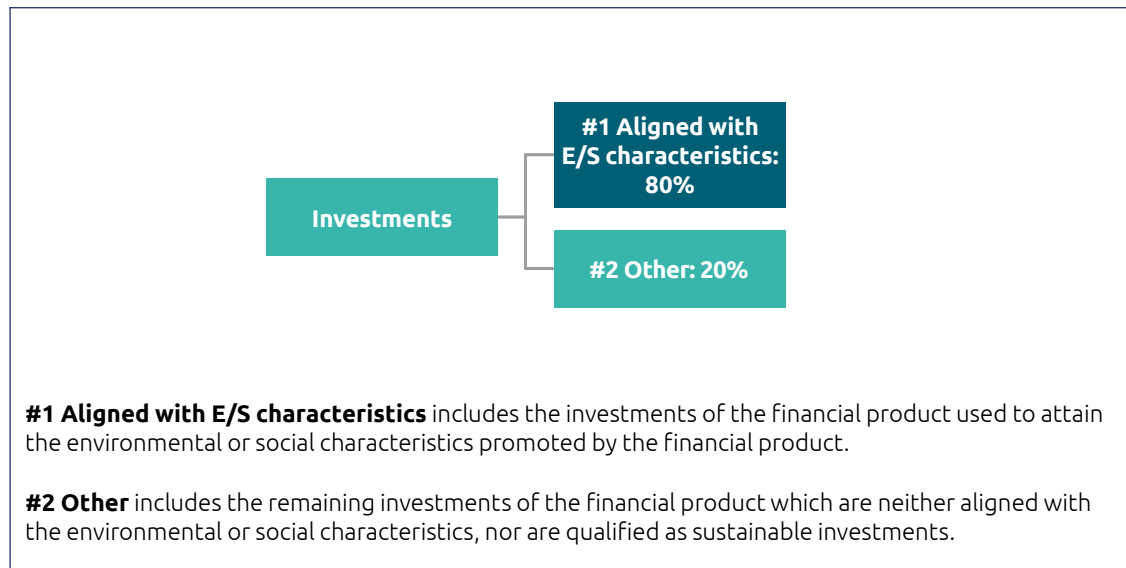 #1 Aligned with
E/S characteristics:
80%
Investments
#2 Other: 20%
#1 Aligned with E/S characteristics includes the investments of the financial product used to attain
the environmental or social characteristics promoted by the financial product.
#2 Other includes the remaining investments of the financial product which are neither aligned with
the environmental or social characteristics, nor are qualified as sustainable investments.